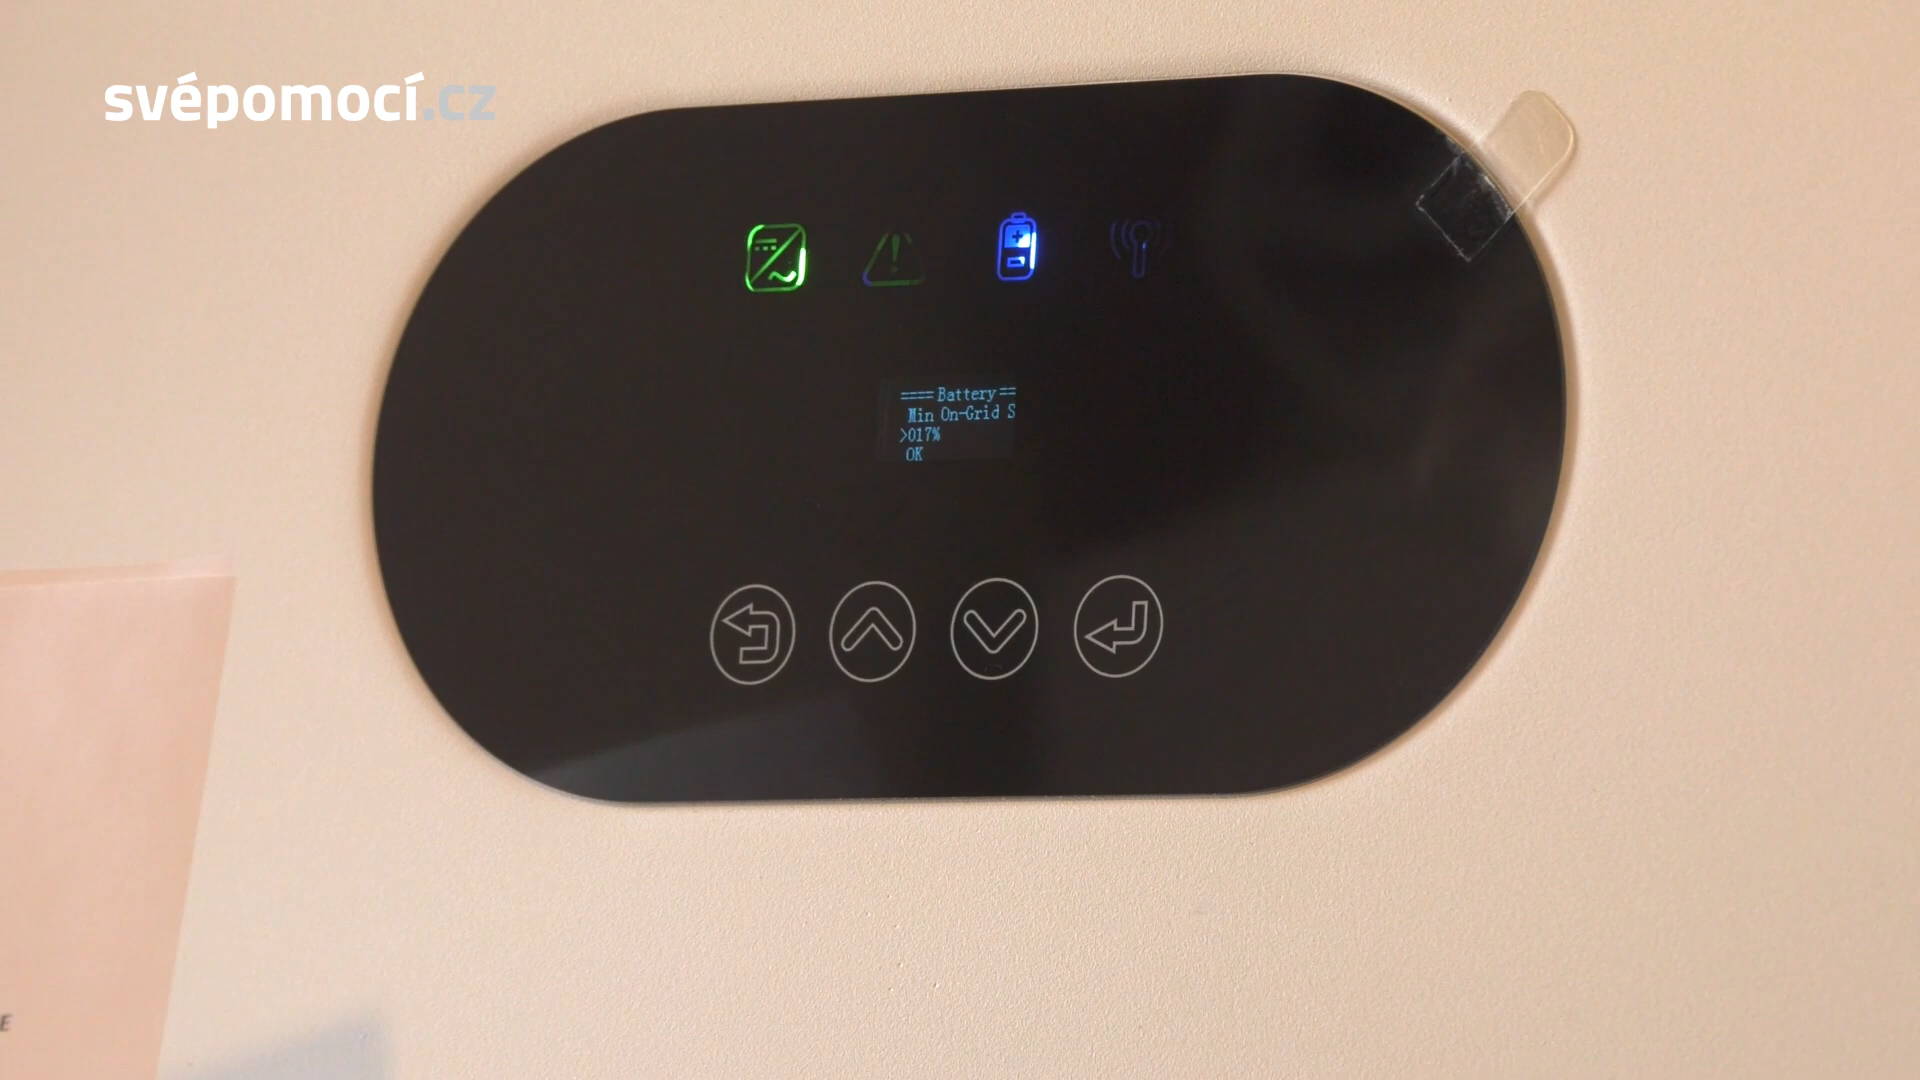 svépomocí.cz
==== Battery ==
Min On-Grid S
>017%
OK
E